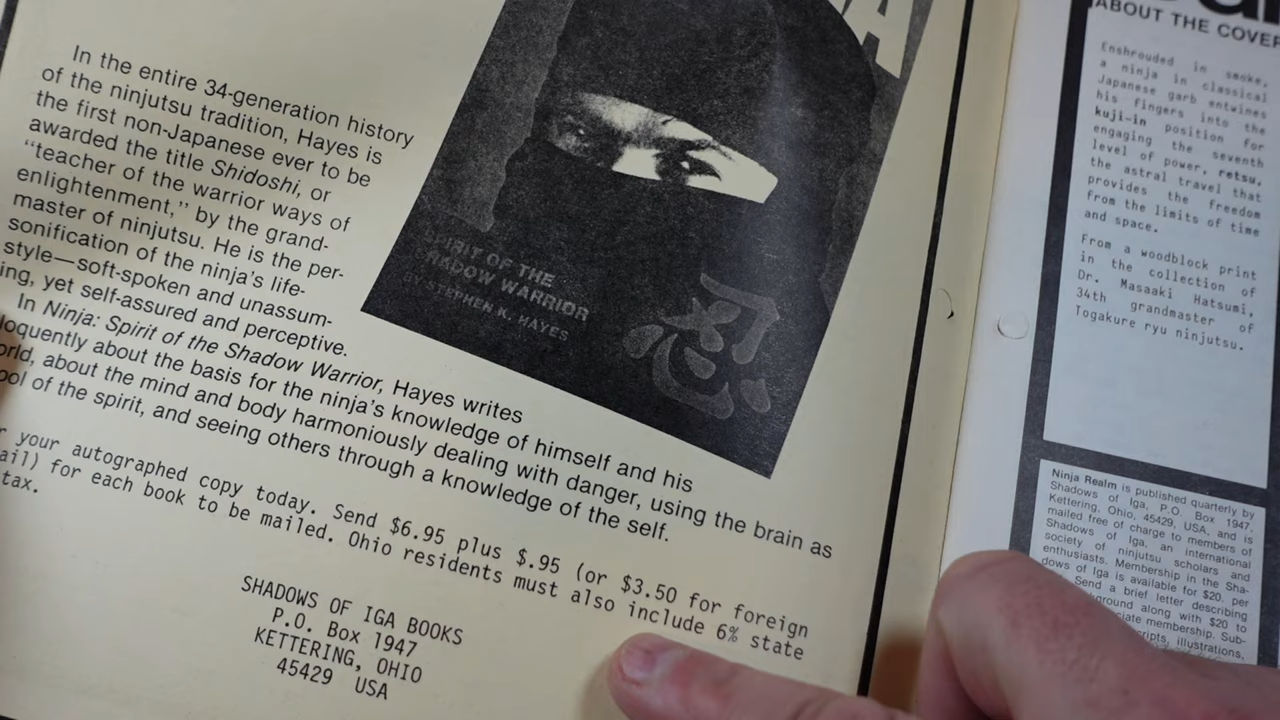 In the entire 34-generation history
of the ninjutsu tradition, Hayes is
the first non-Japanese ever to be
awarded the title Shidoshi, or
“teacher of the warrior ways of
enlightenment,” by the grand-
master of ninjutsu. He is the per-
sonification of the ninja’s life-
style—soft-spoken and unassum-
ing, yet self-assured and perceptive.
In Ninja: Spirit of the Shadow Warrior, Hayes writes
loquently about the basis for the ninja’s knowledge of himself and his
orld, about the mind and body harmoniously dealing with danger, using the brain as
ool of the spirit, and seeing others through a knowledge of the self.
r your autographed copy today. Send $6.95 plus $.95 (or $3.50 for foreign
ail) for each book to be mailed. Ohio residents must also include 6% state
tax.
SHADOWS OF IGA BOOKS
P.O. Box 1947
KETTERING, OHIO
45429 USA
A
SPIRIT OF THE
SHADOW WARRIOR
BY STEPHEN K. HAYES
忍
ABOUT THE COVER
Enshrouded in smoke,
a ninja in classical
Japanese garb entwines
his fingers into the
kuji-in position for
engaging the seventh
level of power, retsu,
the astral travel that
provides the freedom
from the limits of time
and space.
From a woodblock print
in the collection of
Dr. Masaaki Hatsumi,
34th grandmaster of
Togakure ryu ninjutsu.
Ninja Realm is published quarterly by
Shadows of Iga, P.O. Box 1947,
Kettering, Ohio, 45429, USA, and is
mailed free of charge to members of
Shadows of Iga, an international
society of ninjutsu scholars and
enthusiasts. Membership in the Sha-
dows of Iga is available for $20. per
Send a brief letter describing
ground along with $20 to
ciate membership. Sub-
cripts, illustrations,